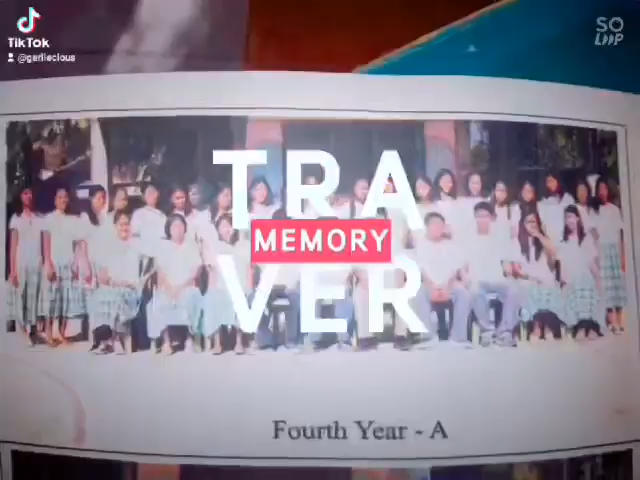 TikTok
@garliecious
SO
LOOP
TRA
MEMORY
VER
Fourth Year - A